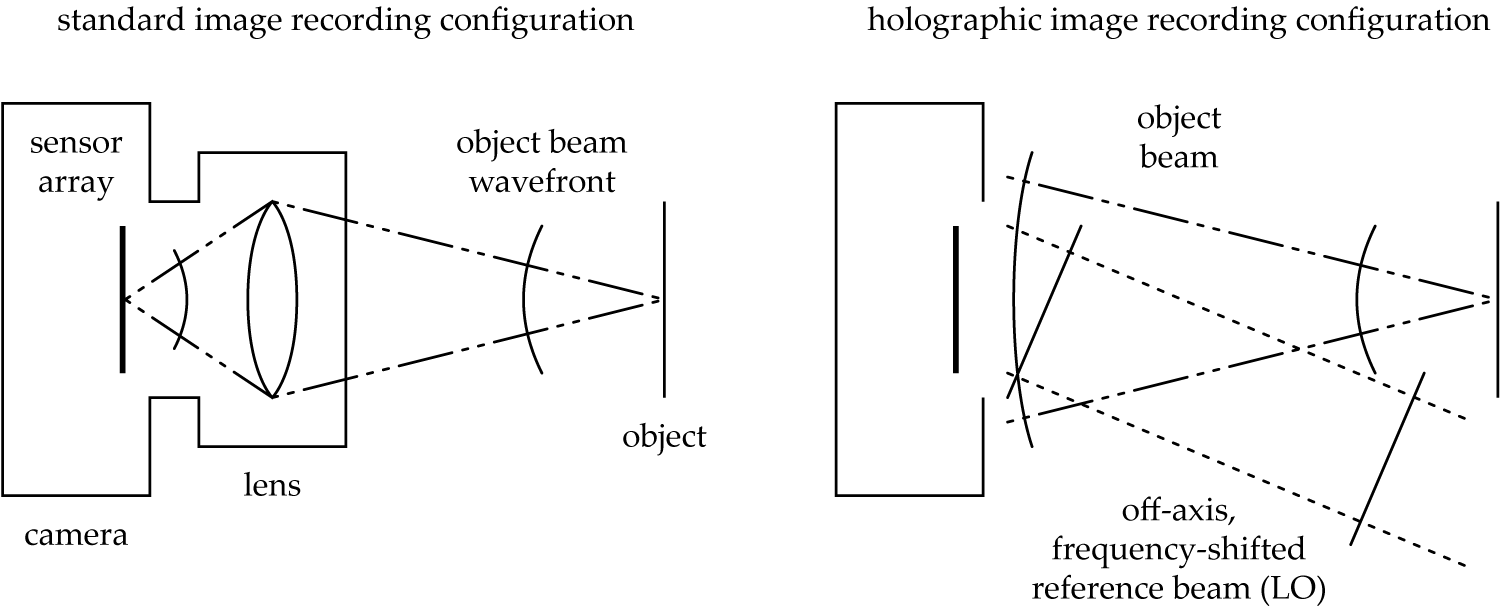 standard image recording configuration
sensor
array
object beam
wavefront
object
lens
camera
holographic image recording configuration
object
beam
off-axis,
frequency-shifted
reference beam (LO)